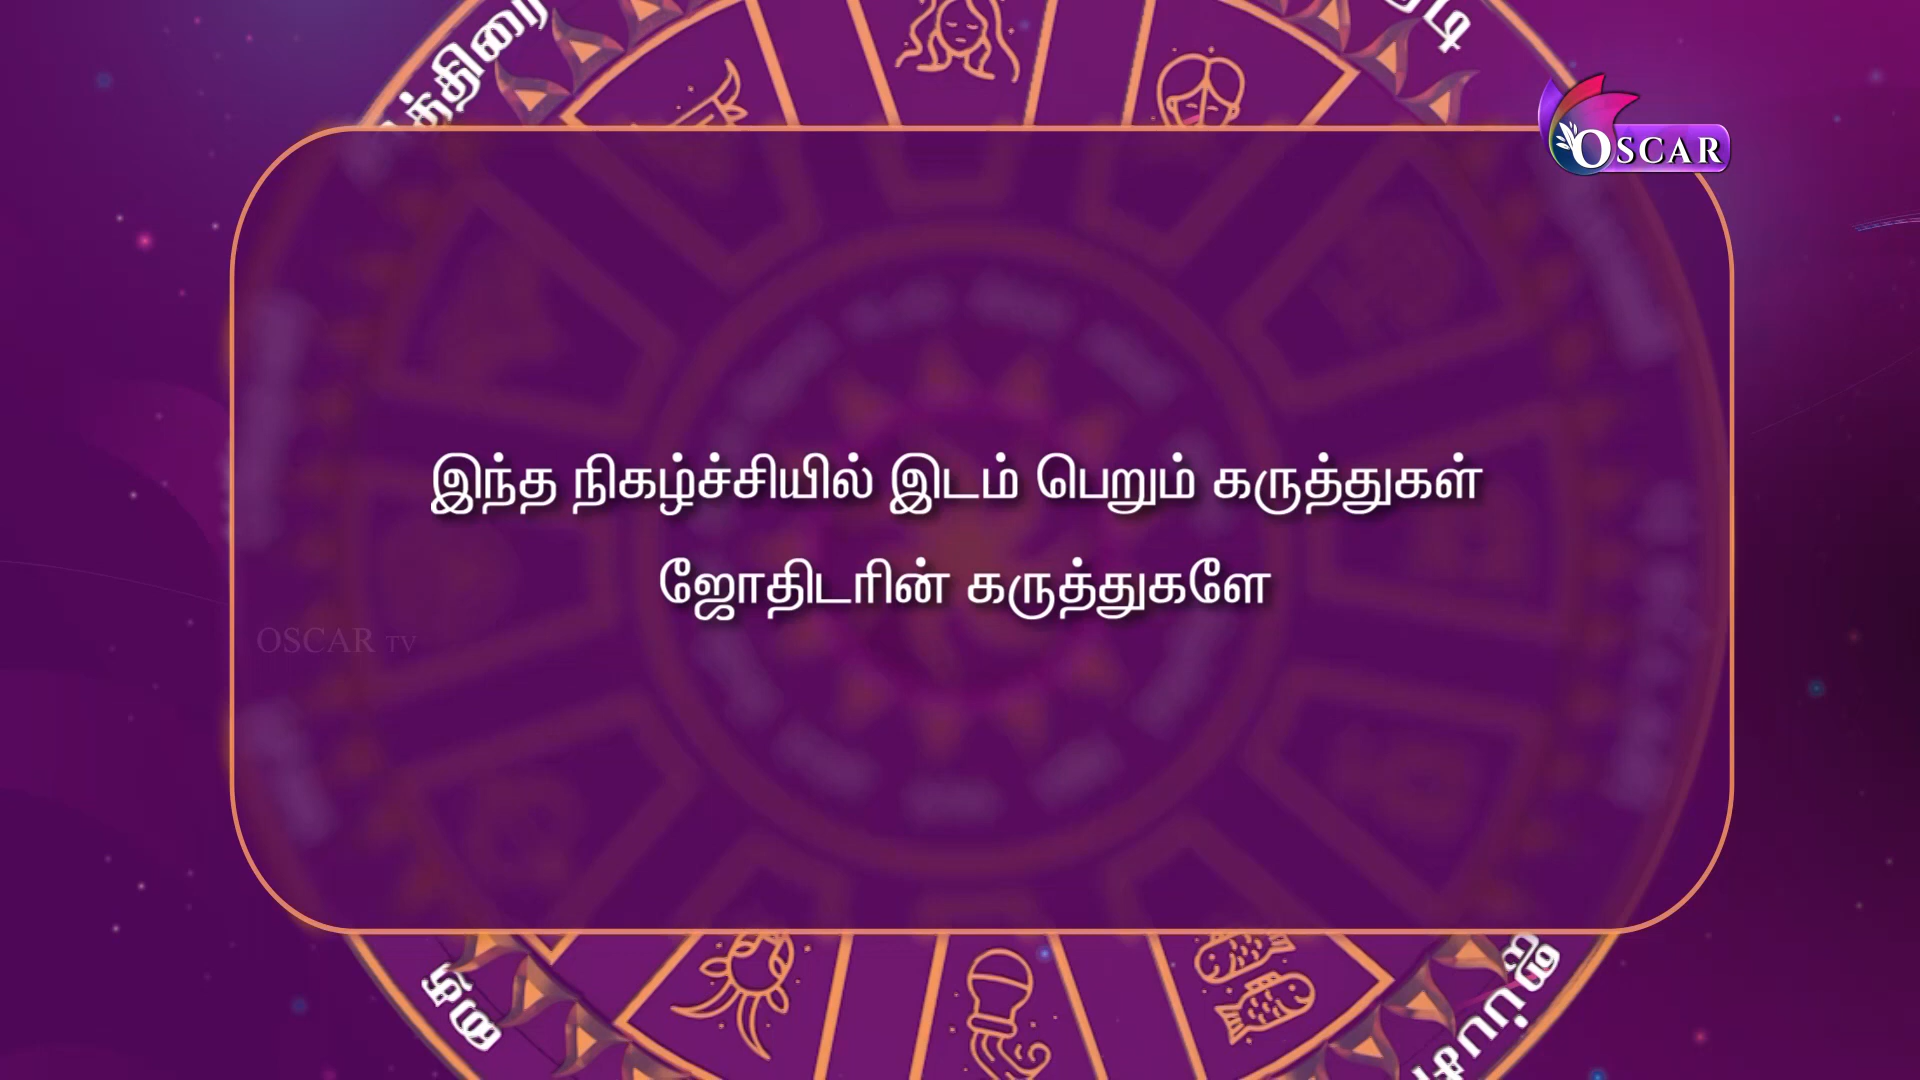 OSCAR
இந்த நிகழ்ச்சியில் இடம் பெறும் கருத்துகள்
ஜோதிடரின் கருத்துகளே
OSCAR TV